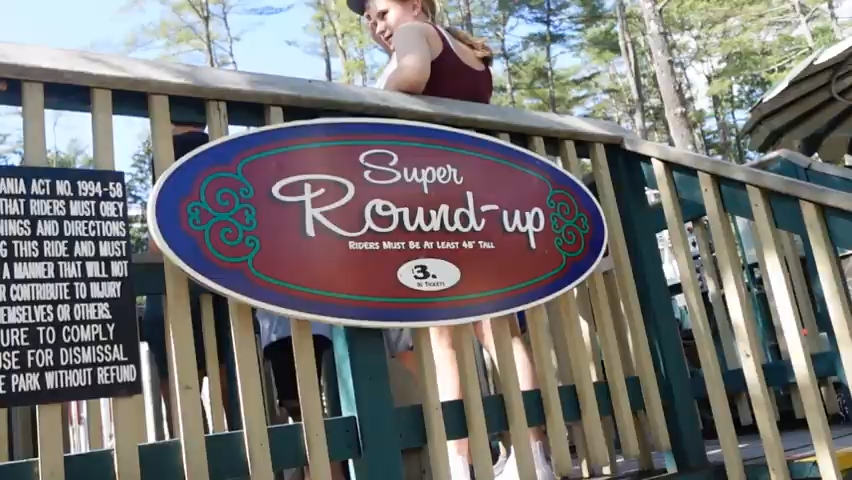 ANIA ACT NO. 1994-58
THAT RIDERS MUST OBEY
NINGS AND DIRECTIONS
G THIS RIDE AND MUST
A MANNER THAT WILL NOT
R CONTRIBUTE TO INJURY
EMSELVES OR OTHERS.
URE TO COMPLY
USE FOR DISMISSAL
E PARK WITHOUT REFUND
Super
Round-up
RIDERS MUST BE AT LEAST 48" TALL
3.
IN TICKETS